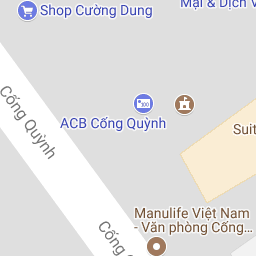 Shop Cường Dung
Mại & Dịch V
Cống Quỳnh
ACB Cống Quỳnh
Suit
Manulife Việt Nam
- Văn phòng Cống...
Cống Q